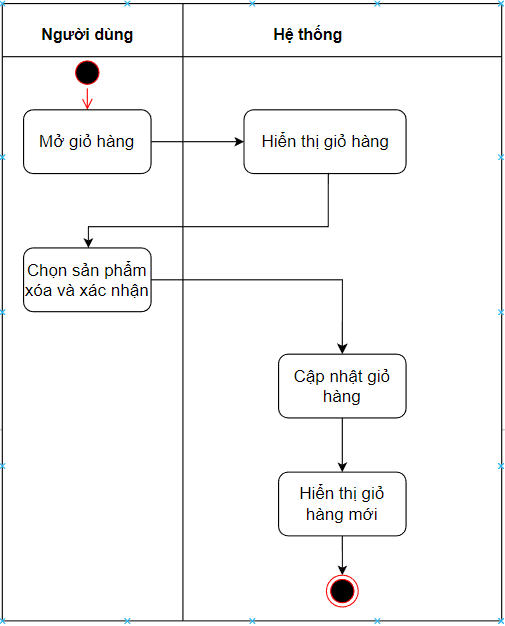 Người dùng
Hệ thống
Mở giỏ hàng
Hiển thị giỏ hàng
Chọn sản phẩm
xóa và xác nhận
Cập nhật giỏ
hàng
Hiển thị giỏ
hàng mới